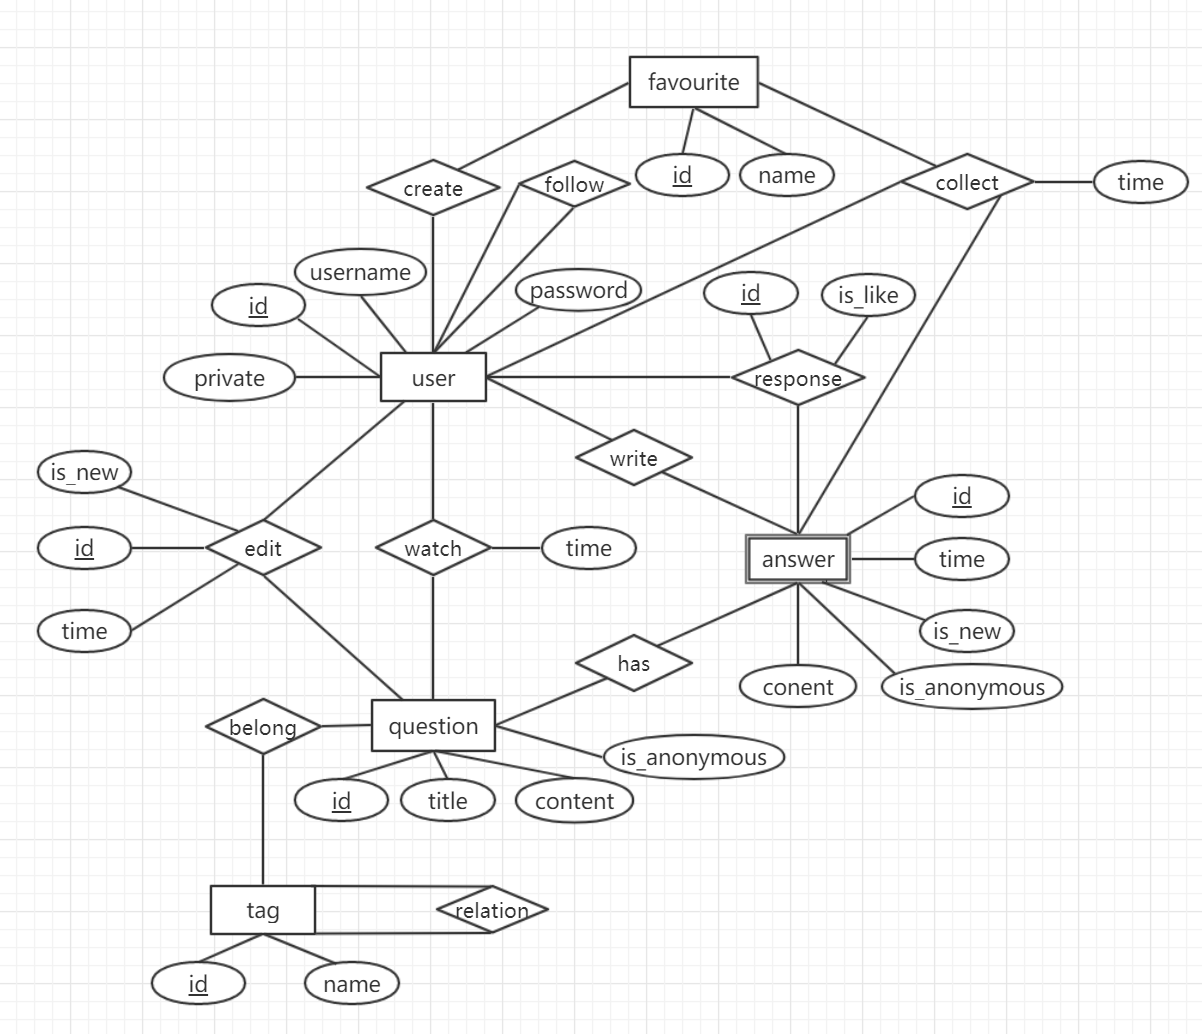 favourite
id
name
create
follow
collect
time
username
id
password
id
is_like
private
user
response
write
is_new
id
edit
watch
time
answer
id
time
time
is_new
has
conent
is_anonymous
belong
question
is_anonymous
id
title
content
tag
relation
id
name